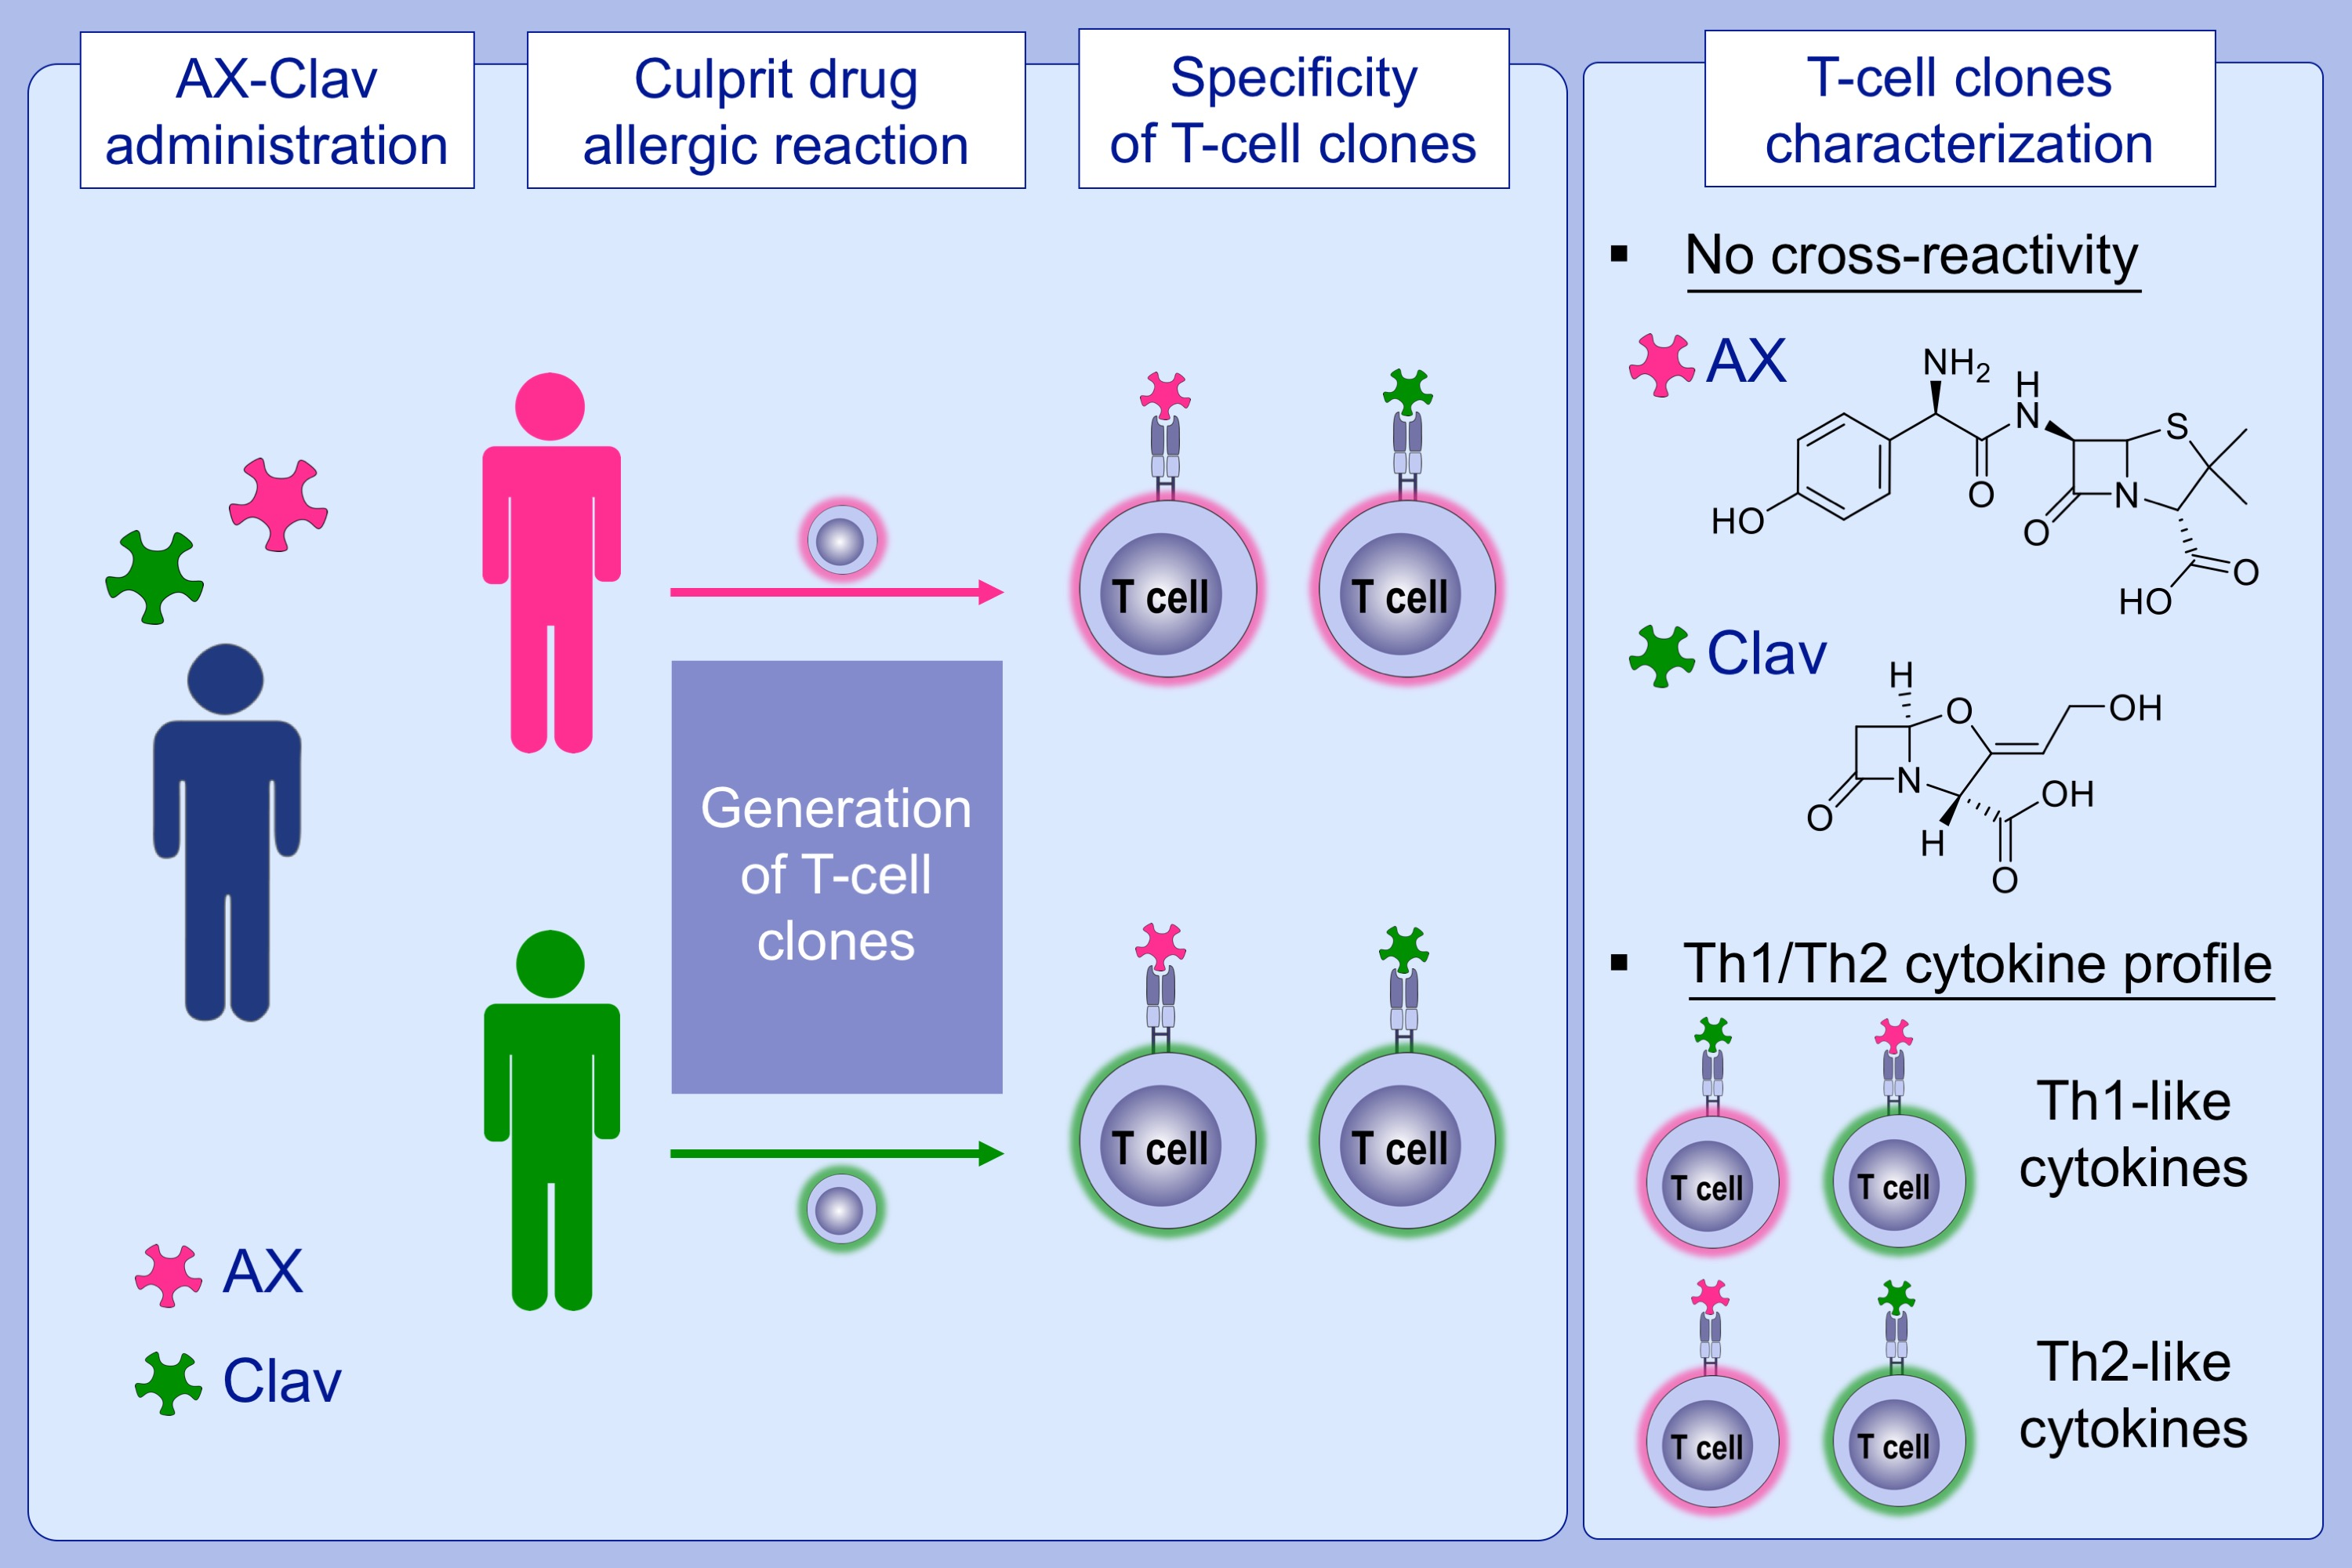 AX-Clav
administration
Culprit drug
allergic reaction
Specificity
of T-cell clones
T cell
T cell
Generation
of T-cell
clones
T cell
T cell
AX
Clav
T-cell clones
characterization
▪ No cross-reactivity
AX
NH2
H
N
S
O
N
O
HO
O
HO
Clav
H
O
OH
N
O
OH
H
O
▪ Th1/Th2 cytokine profile
T cell
T cell
Th1-like
cytokines
T cell
T cell
Th2-like
cytokines